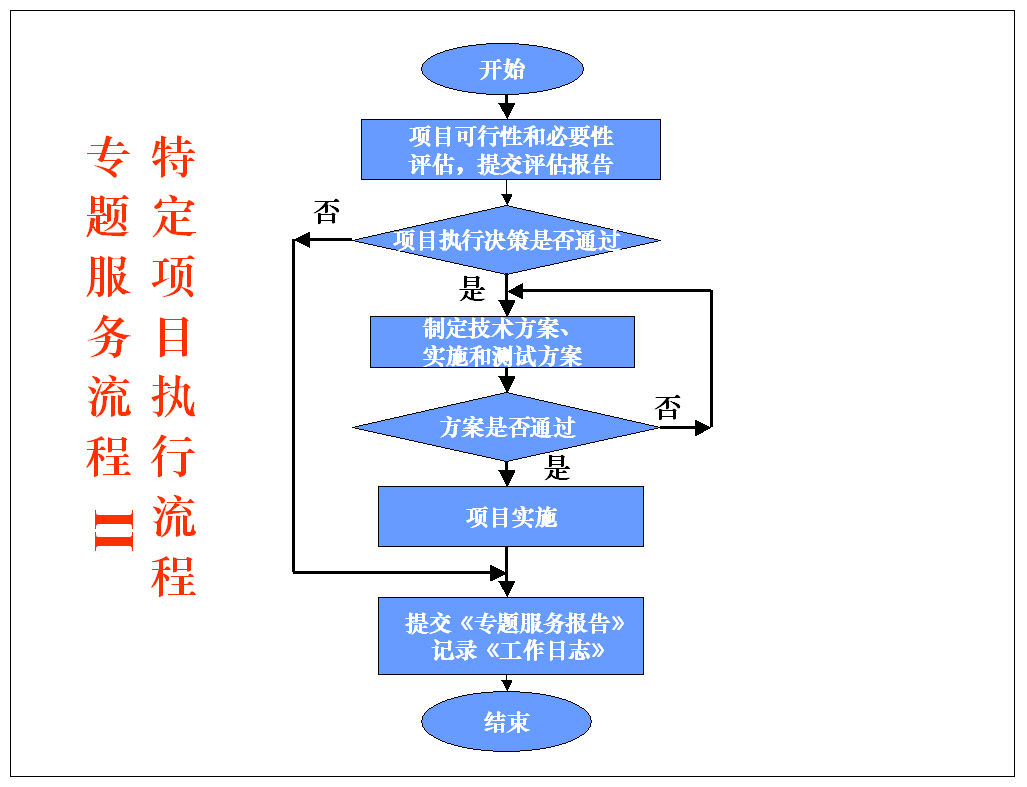 特定项目执行流程
专题服务流程 II
开始
项目可行性和必要性
评估，提交评估报告
否
项目执行决策是否通过
是
制定技术方案、
实施和测试方案
否
方案是否通过
是
项目实施
提交《专题服务报告》
记录《工作日志》
结束